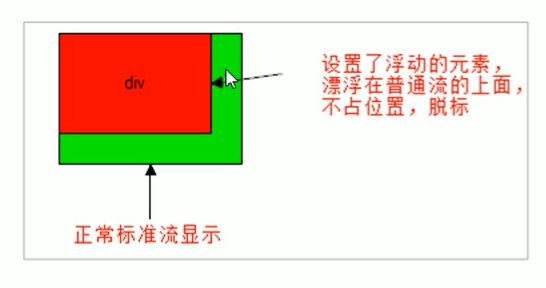 div
设置了浮动的元素，
漂浮在普通流的上面，
不占位置，脱标
正常标准流显示